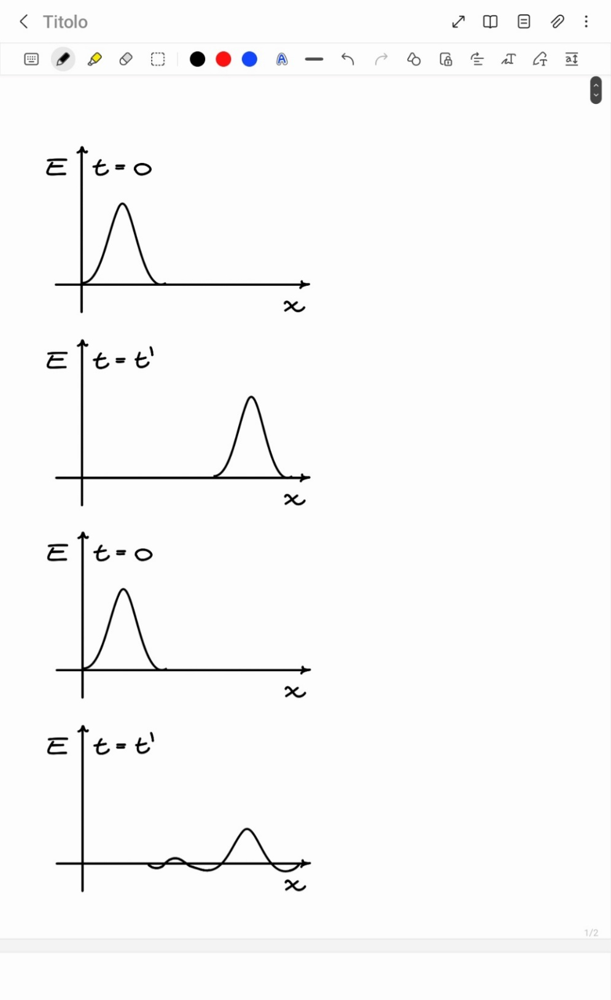 Titolo
E t = 0
x
E t = t'
x
E t = 0
x
E t = t'
x
1/2